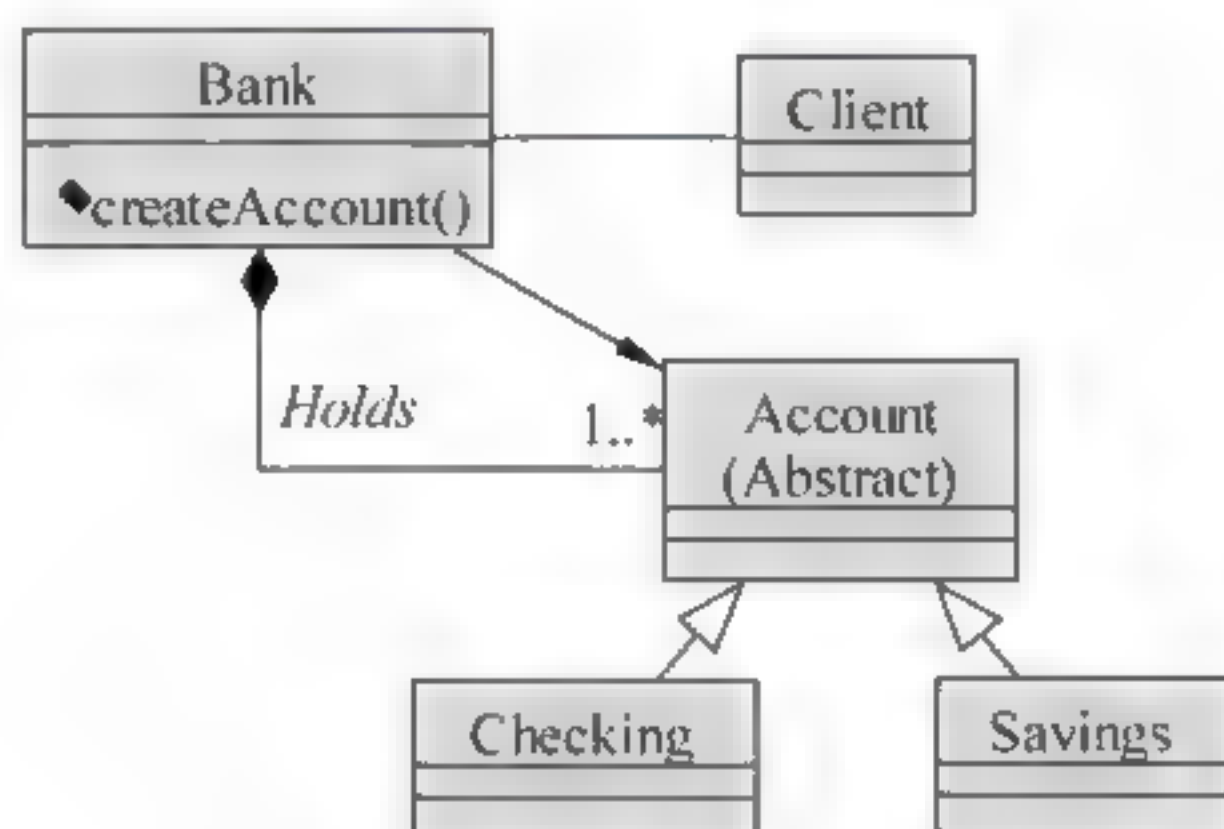 Bank
Client
createAccount()
Holds
1..*
Account
(Abstract)
Checking
Savings